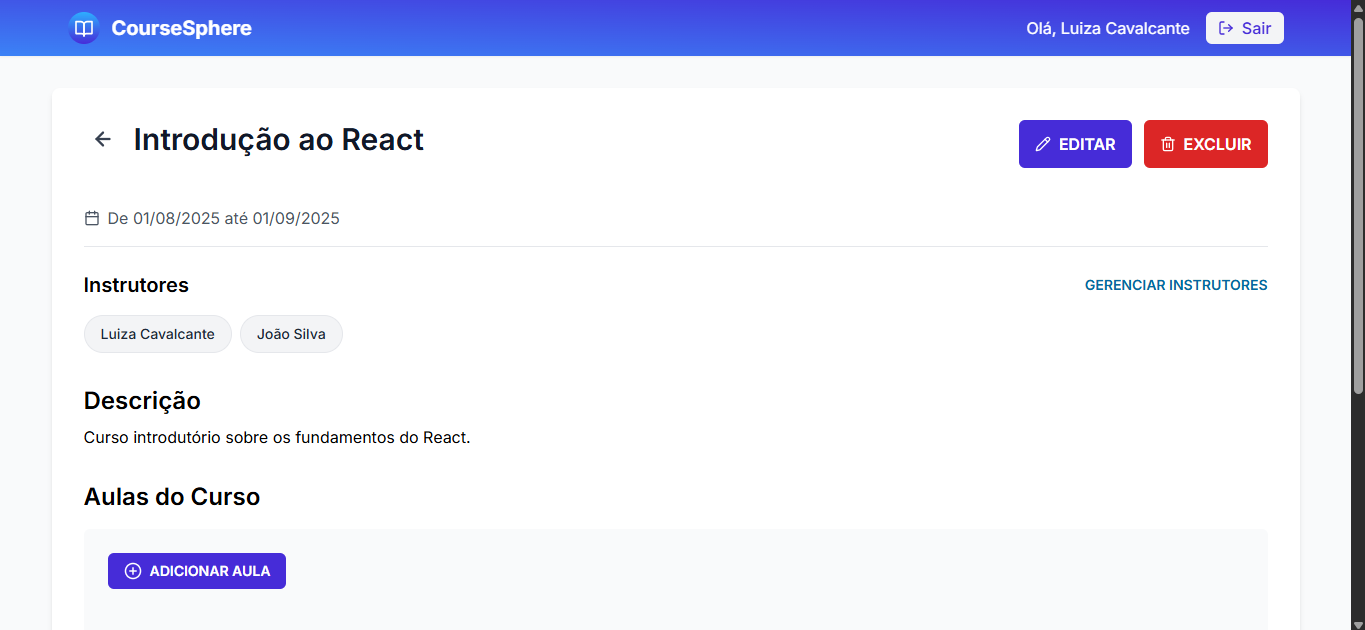 CourseSphere
Olá, Luiza Cavalcante
Sair
Introdução ao React
EDITAR
EXCLUIR
De 01/08/2025 até 01/09/2025
Instrutores
GERENCIAR INSTRUTORES
Luiza Cavalcante
João Silva
Descrição
Curso introdutório sobre os fundamentos do React.
Aulas do Curso
ADICIONAR AULA